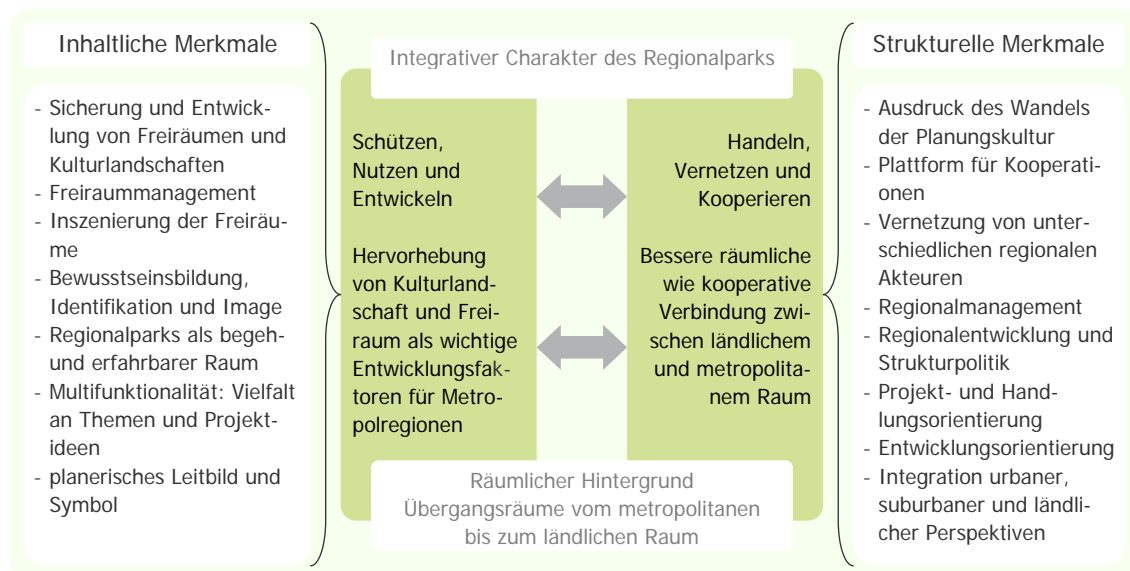 Inhaltliche Merkmale
- Sicherung und Entwick-
lung von Freiräumen und
Kulturlandschaften
- Freiraummanagement
- Inszenierung der Freiräu-
me
- Bewusstseinsbildung,
Identifikation und Image
- Regionalparks als begeh-
und erfahrbarer Raum
- Multifunktionalität: Vielfalt
an Themen und Projekt-
ideen
- planerisches Leitbild und
Symbol
Integrativer Charakter des Regionalparks
Schützen,
Nutzen und
Entwickeln
Hervorhebung
von Kulturland-
schaft und Frei-
raum als wichtige
Entwicklungsfak-
toren für Metro-
polregionen
Handeln,
Vernetzen und
Kooperieren
Bessere räumliche
wie kooperative
Verbindung zwi-
schen ländlichem
und metropolita-
nem Raum
Räumlicher Hintergrund
Übergangsräume vom metropolitanen
bis zum ländlichen Raum
Strukturelle Merkmale
- Ausdruck des Wandels
der Planungskultur
- Plattform für Kooperati-
onen
- Vernetzung von unter-
schiedlichen regionalen
Akteuren
- Regionalmanagement
- Regionalentwicklung und
Strukturpolitik
- Projekt- und Hand-
lungsorientierung
- Entwicklungsorientierung
- Integration urbaner,
suburbaner und ländli-
cher Perspektiven